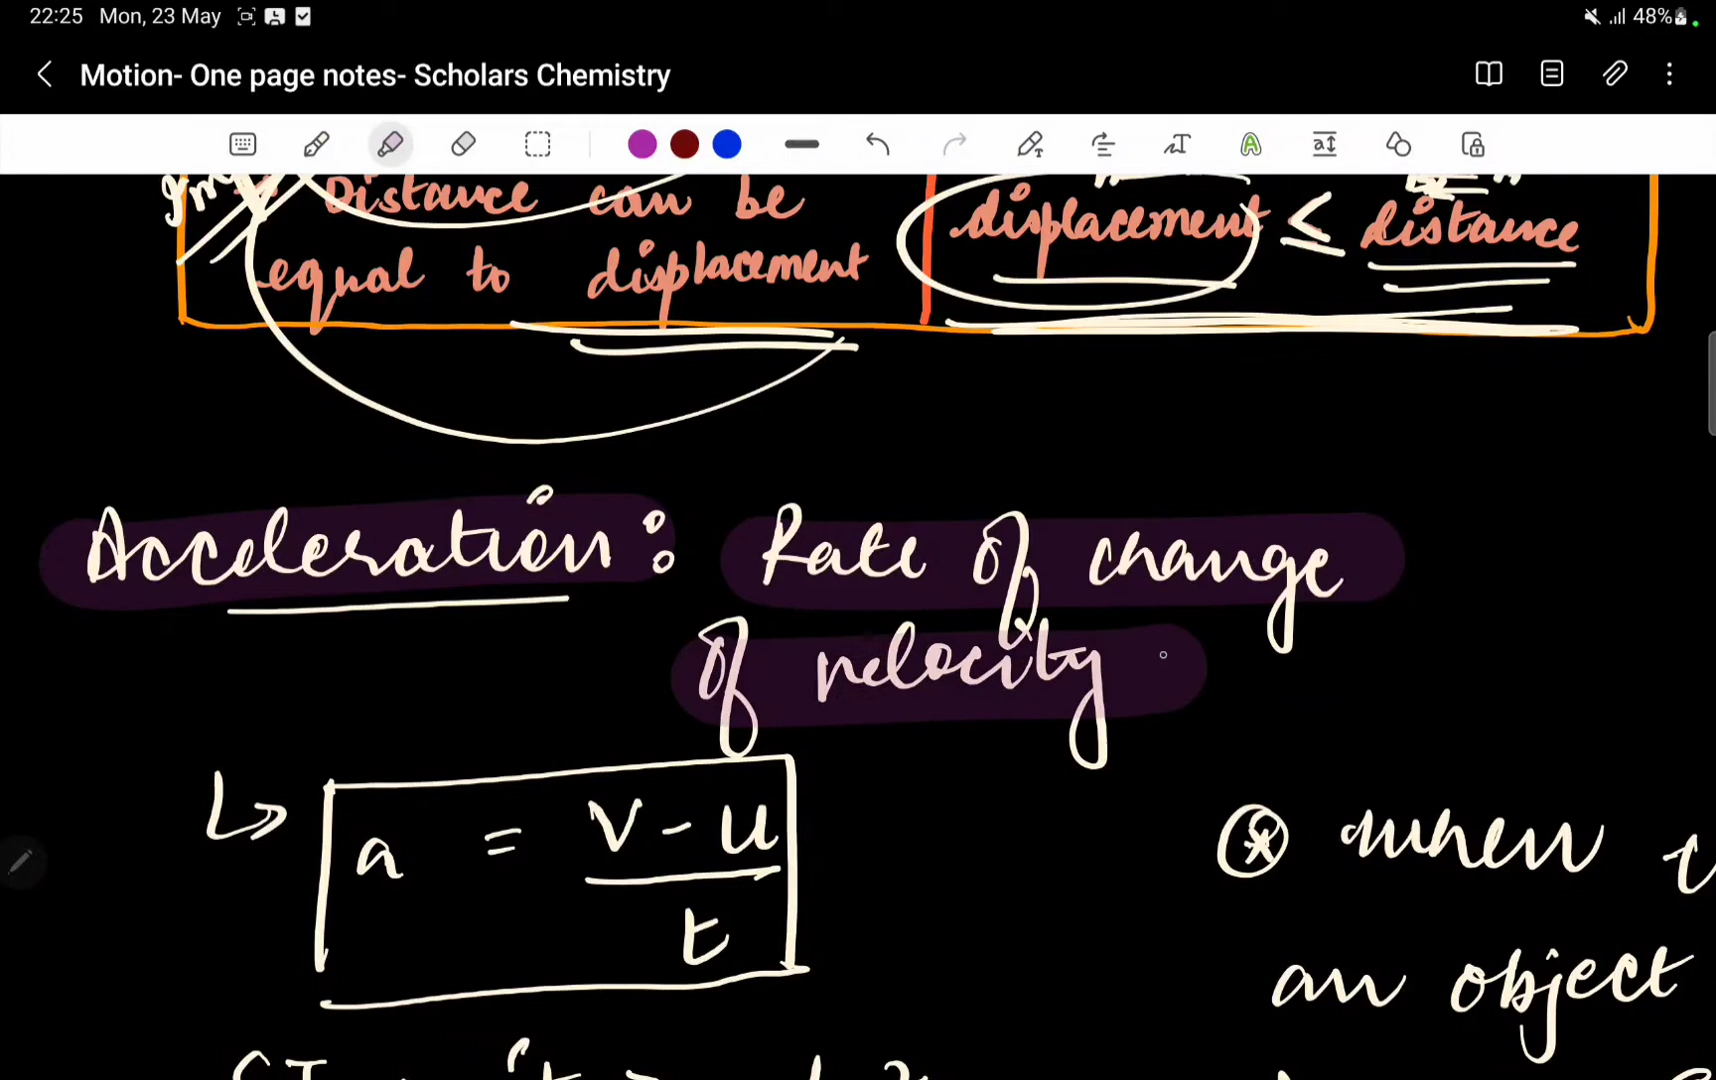 22:25 Mon, 23 May
48%
Motion- One page notes- Scholars Chemistry
Distance can be
equal to displacement
displacement ≤ distance
Acceleration: Rate of change
of velocity
a = v - u
t
when
an object
SI